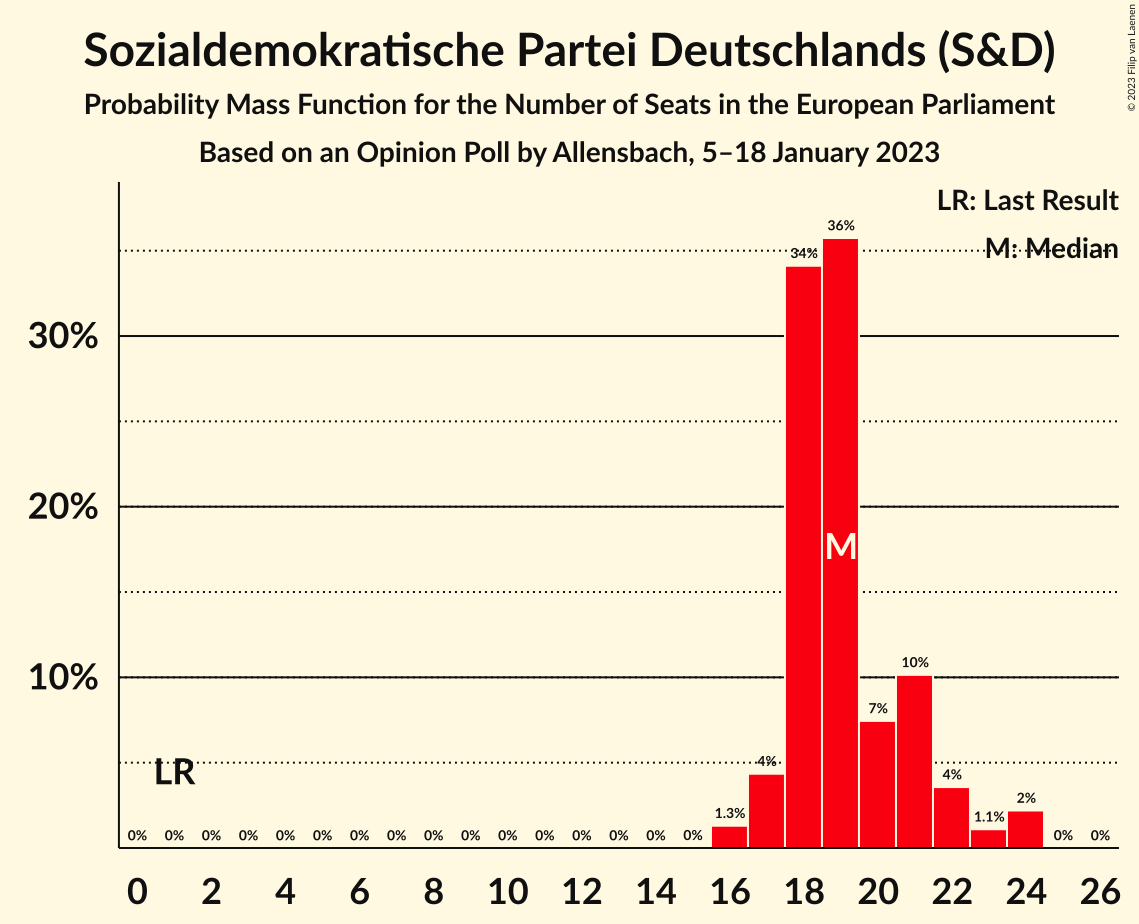 Sozialdemokratische Partei Deutschlands (S&D)
Probability Mass Function for the Number of Seats in the European Parliament
Based on an Opinion Poll by Allensbach, 5–18 January 2023
© 2023 Filip van Laenen
LR: Last Result
M: Median
36%
34%
30%
M
20%
10%
10%
7%
LR
4%
4%
2%
1.3%
1.1%
0% 0% 0% 0% 0% 0% 0% 0% 0% 0% 0% 0% 0% 0% 0% 0% 0% 0%
0 2 4 6 8 10 12 14 16 18 20 22 24 26